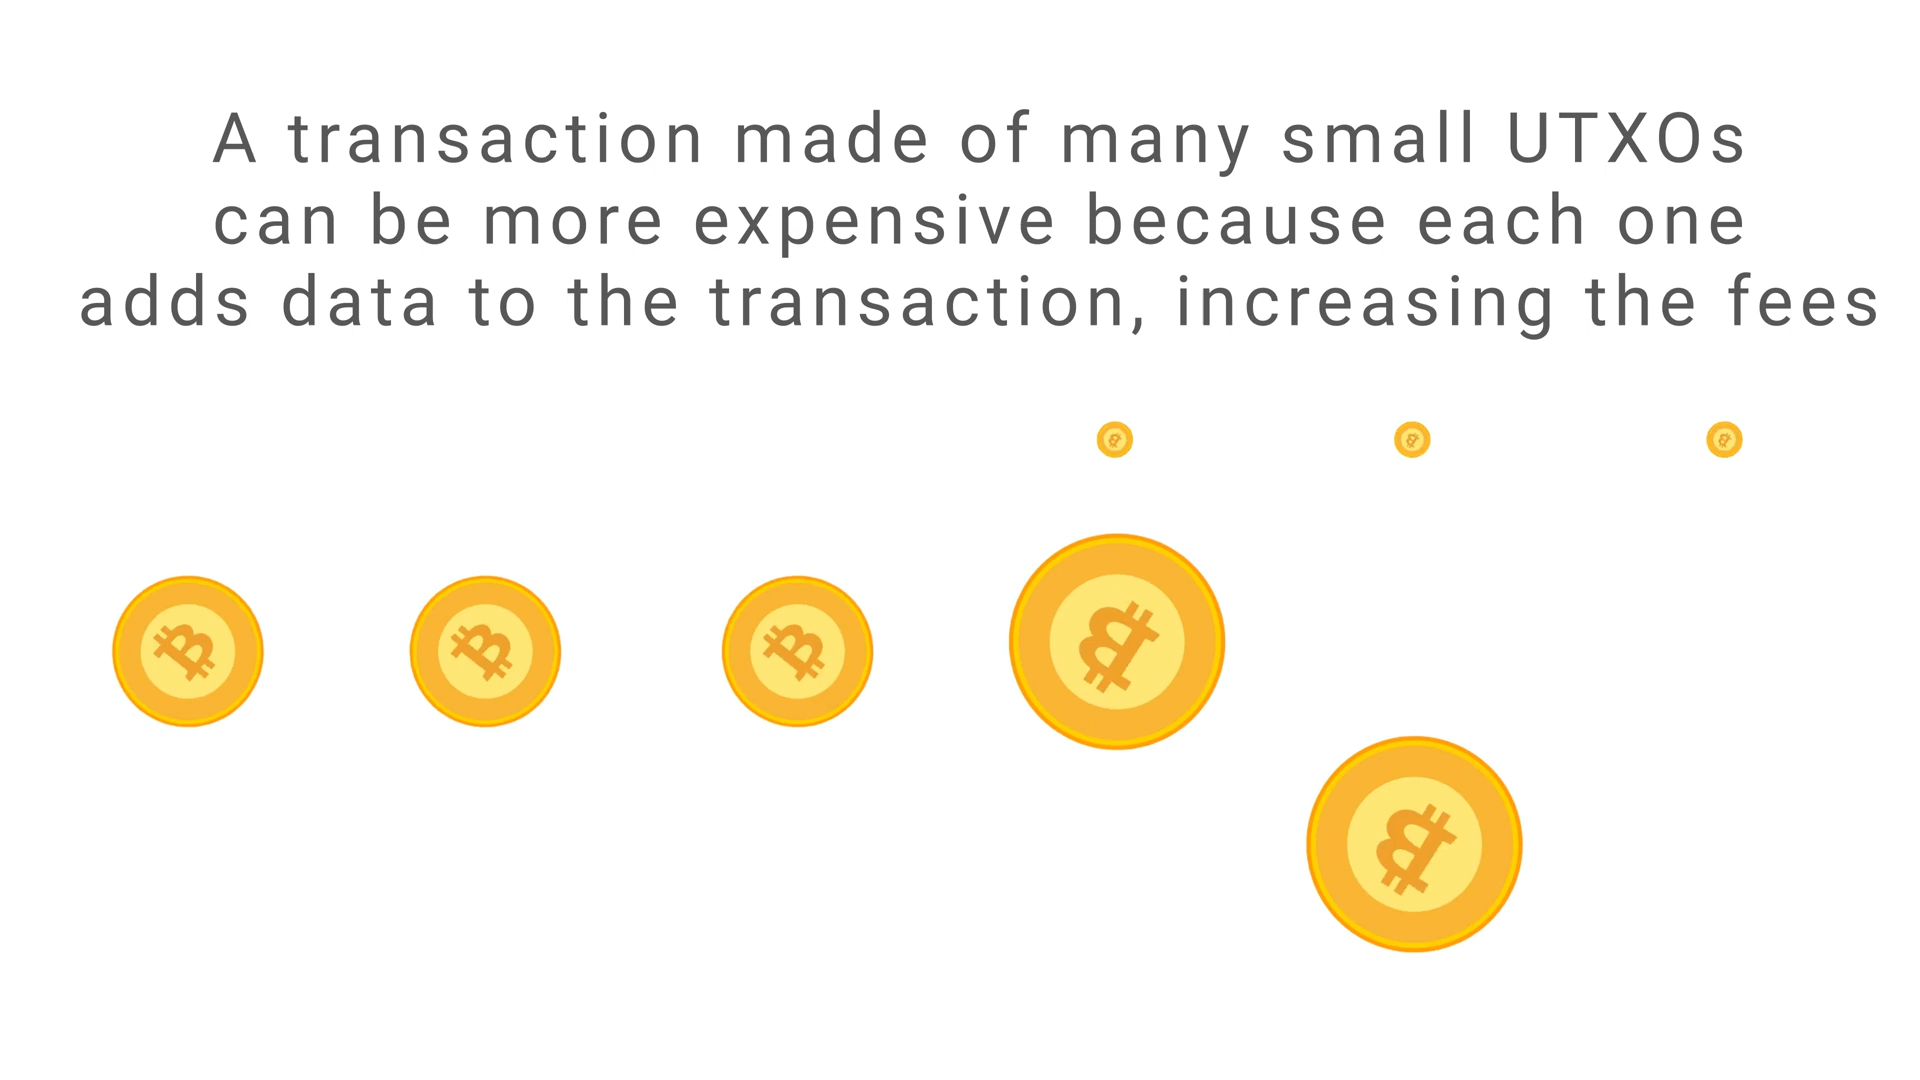 A transaction made of many small UTXOs
can be more expensive because each one
adds data to the transaction, increasing the fees